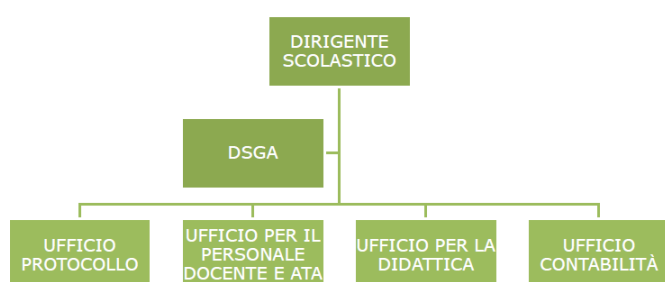 DIRIGENTE
SCOLASTICO
DSGA
UFFICIO
PROTOCOLLO
UFFICIO PER IL
PERSONALE
DOCENTE E ATA
UFFICIO PER LA
DIDATTICA
UFFICIO
CONTABILITÀ